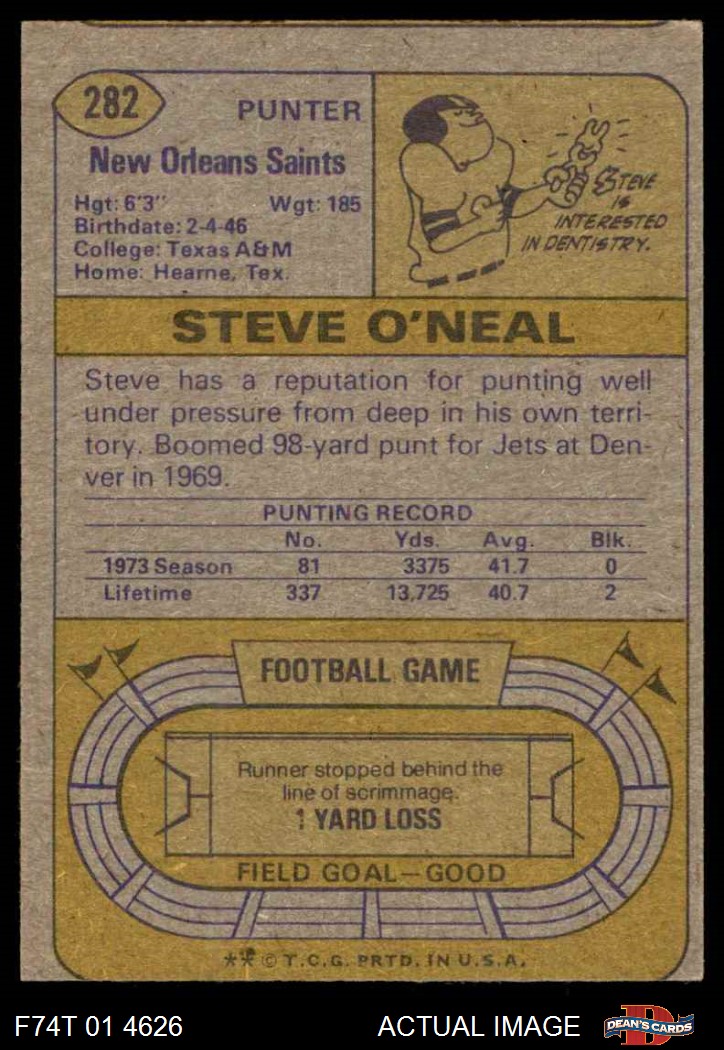 282
PUNTER
New Orleans Saints
Hgt: 6'3" Wgt: 185
Birthdate: 2-4-46
College: Texas A&M
Home: Hearne, Tex.
STEVE
IS
INTERESTED
IN DENTISTRY.
STEVE O'NEAL
Steve has a reputation for punting well
under pressure from deep in his own terri-
tory. Boomed 98-yard punt for Jets at Den-
ver in 1969.
PUNTING RECORD
No. Yds. Avg. Blk.
1973 Season 81 3375 41.7 0
Lifetime 337 13,725 40.7 2
FOOTBALL GAME
Runner stopped behind the
line of scrimmage.
1 YARD LOSS
FIELD GOAL—GOOD
** © T.C.G. PRTD. IN U.S.A.
F74T 01 4626 ACTUAL IMAGE
D
DEAN'S CARDS